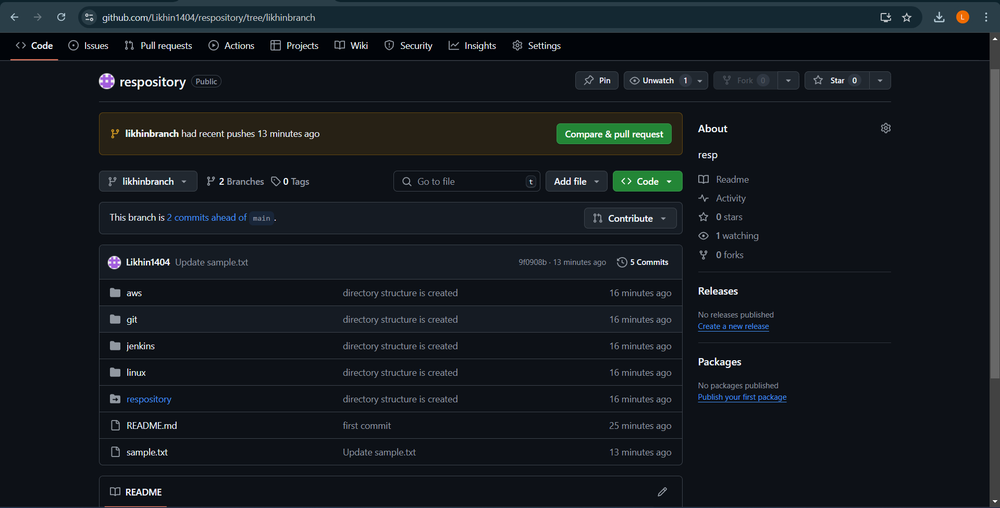 github.com/Likhin1404/respository/tree/likhinbranch
L
Code Issues Pull requests Actions Projects Wiki Security Insights Settings
respository Public
Pin Unwatch 1 Fork 0 Star 0
likhinbranch had recent pushes 13 minutes ago
Compare & pull request
likhinbranch 2 Branches 0 Tags
Go to file t
Add file
Code
This branch is 2 commits ahead of main .
Contribute
Likhin1404 Update sample.txt 9f0908b · 13 minutes ago 5 Commits
aws directory structure is created 16 minutes ago
git directory structure is created 16 minutes ago
jenkins directory structure is created 16 minutes ago
linux directory structure is created 16 minutes ago
respository directory structure is created 16 minutes ago
README.md first commit 25 minutes ago
sample.txt Update sample.txt 13 minutes ago
README
About
resp
Readme
Activity
0 stars
1 watching
0 forks
Releases
No releases published
Create a new release
Packages
No packages published
Publish your first package